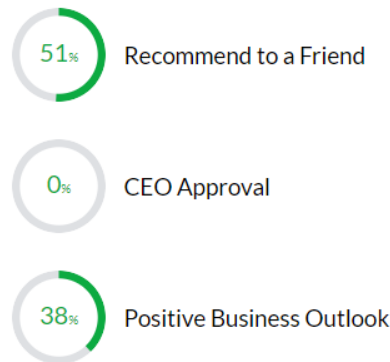 51% Recommend to a Friend
0% CEO Approval
38% Positive Business Outlook